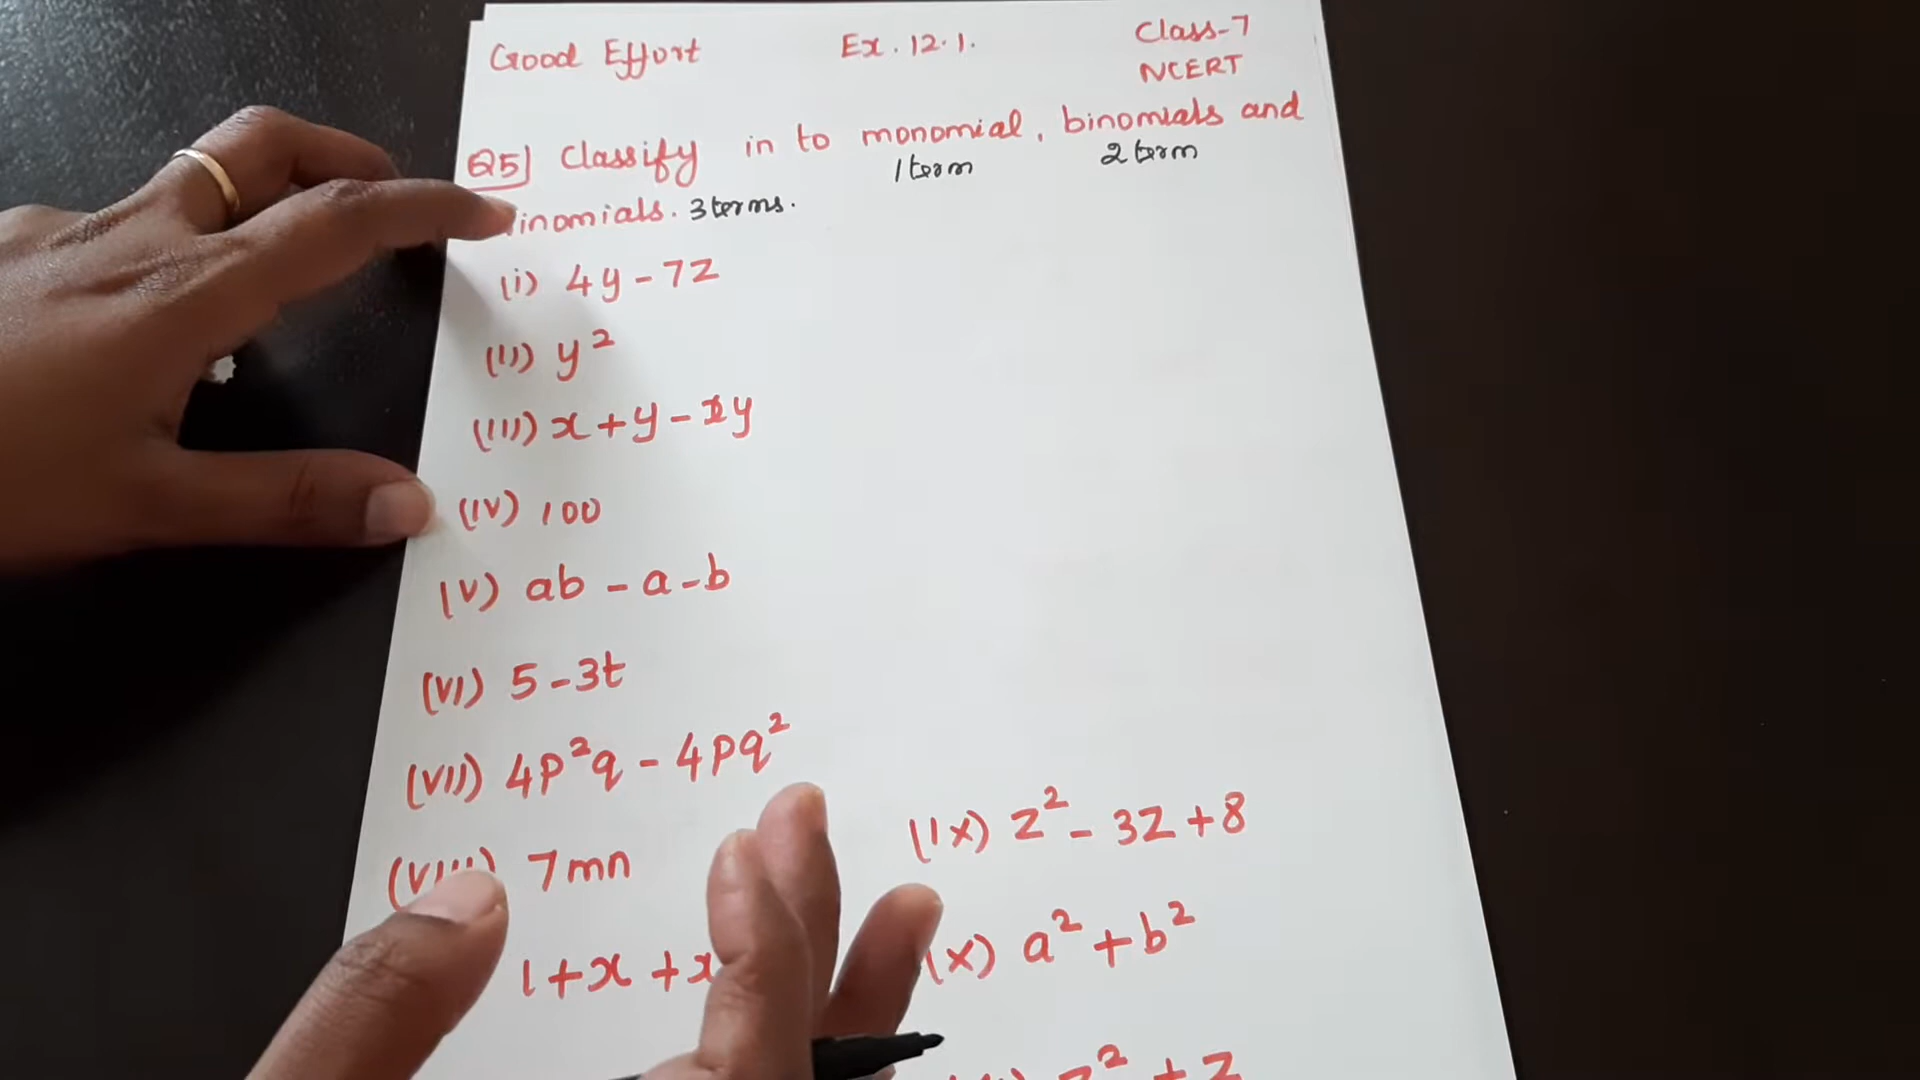 Good Effort Ex. 12.1. Class-7
NCERT
Q5) Classify in to monomial, binomials and
1 term 2 term
inomials. 3 terms.
(i) 4y - 7z
(ii) y²
(iii) x + y - xy
(iv) 100
(v) ab - a - b
(vi) 5 - 3t
(vii) 4p²q - 4pq²
(viii) 7mn
(ix) z² - 3z + 8
1 + x + x
(x) a² + b²
z² + z